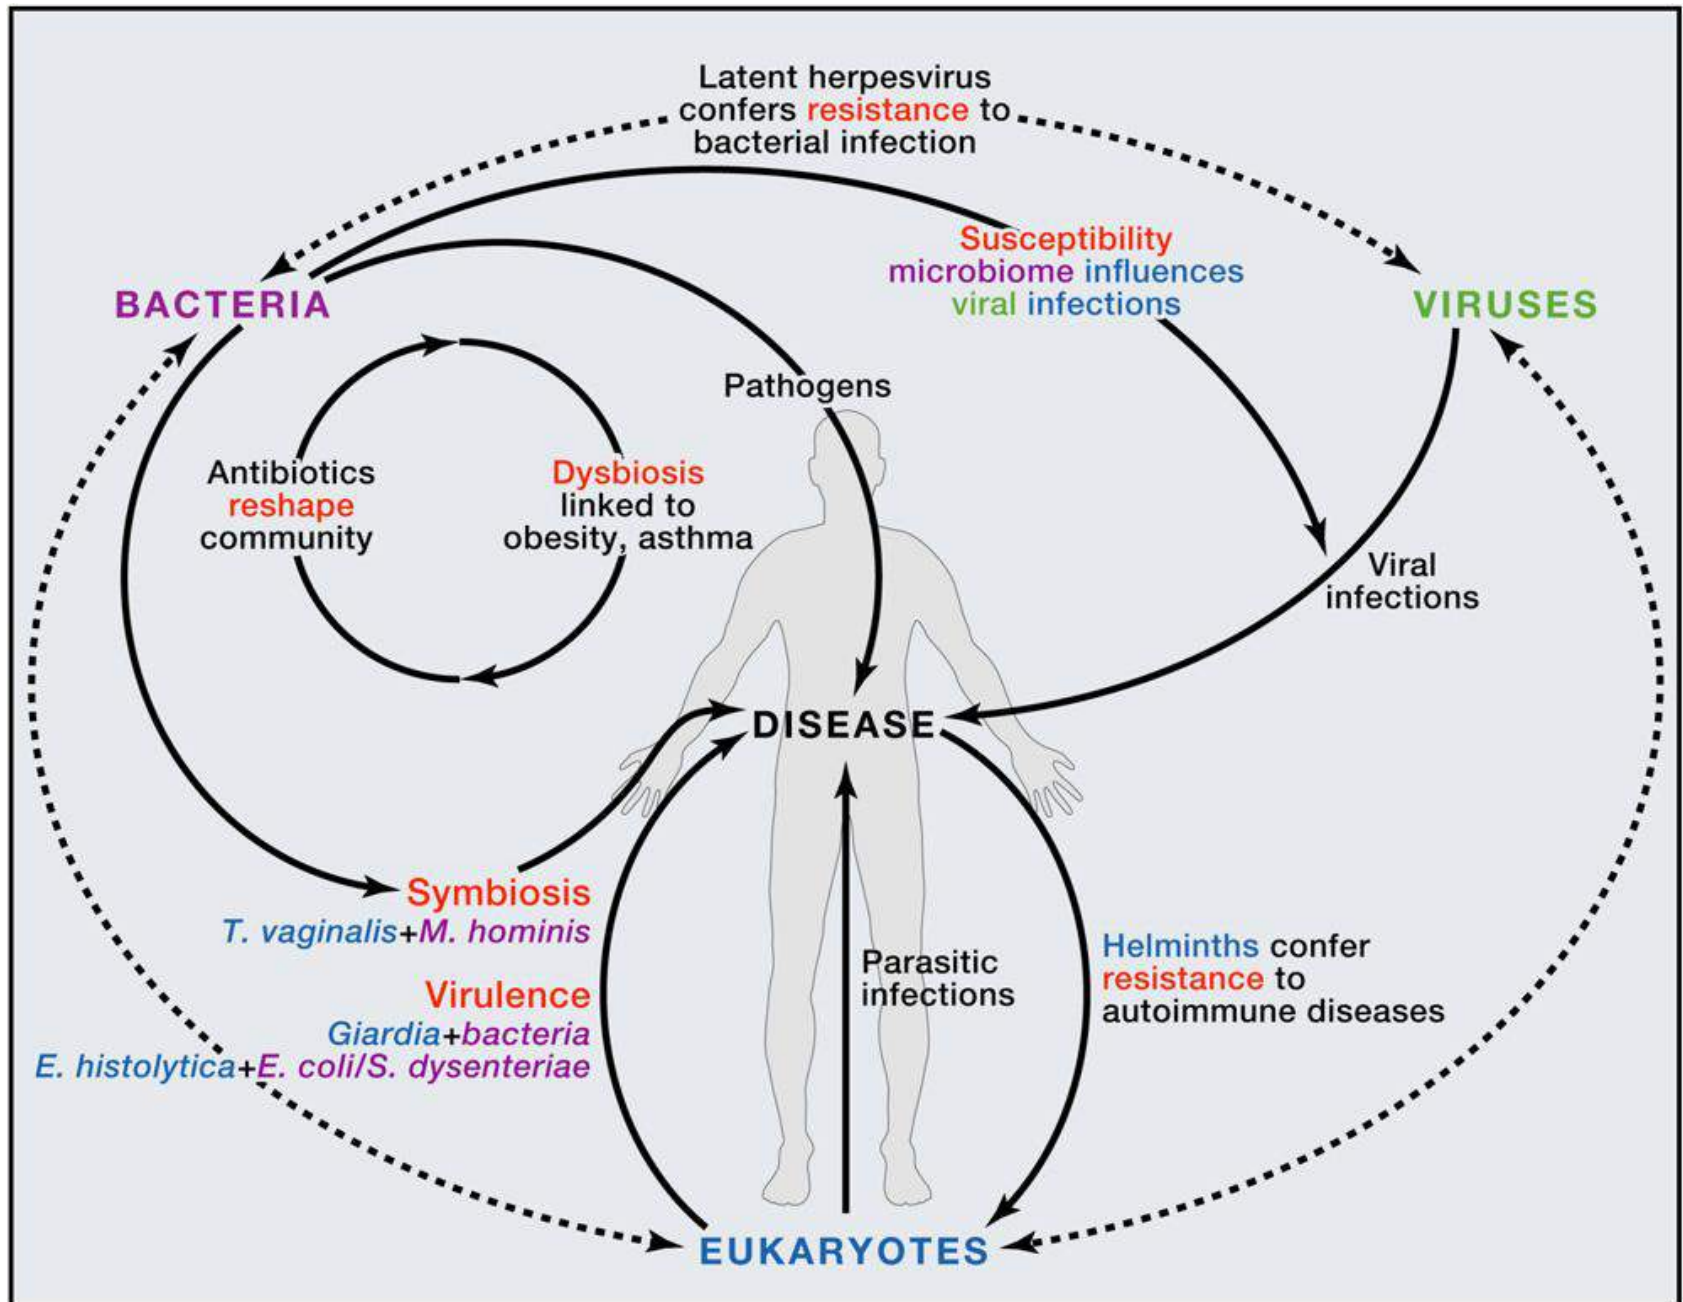 Latent herpesvirus
confers resistance to
bacterial infection
Susceptibility
microbiome influences
viral infections
BACTERIA
VIRUSES
Pathogens
Antibiotics
reshape
community
Dysbiosis
linked to
obesity, asthma
Viral
infections
DISEASE
Symbiosis
T. vaginalis+M. hominis
Virulence
Giardia+bacteria
E. histolytica+E. coli/S. dysenteriae
Parasitic
infections
Helminths confer
resistance to
autoimmune diseases
EUKARYOTES